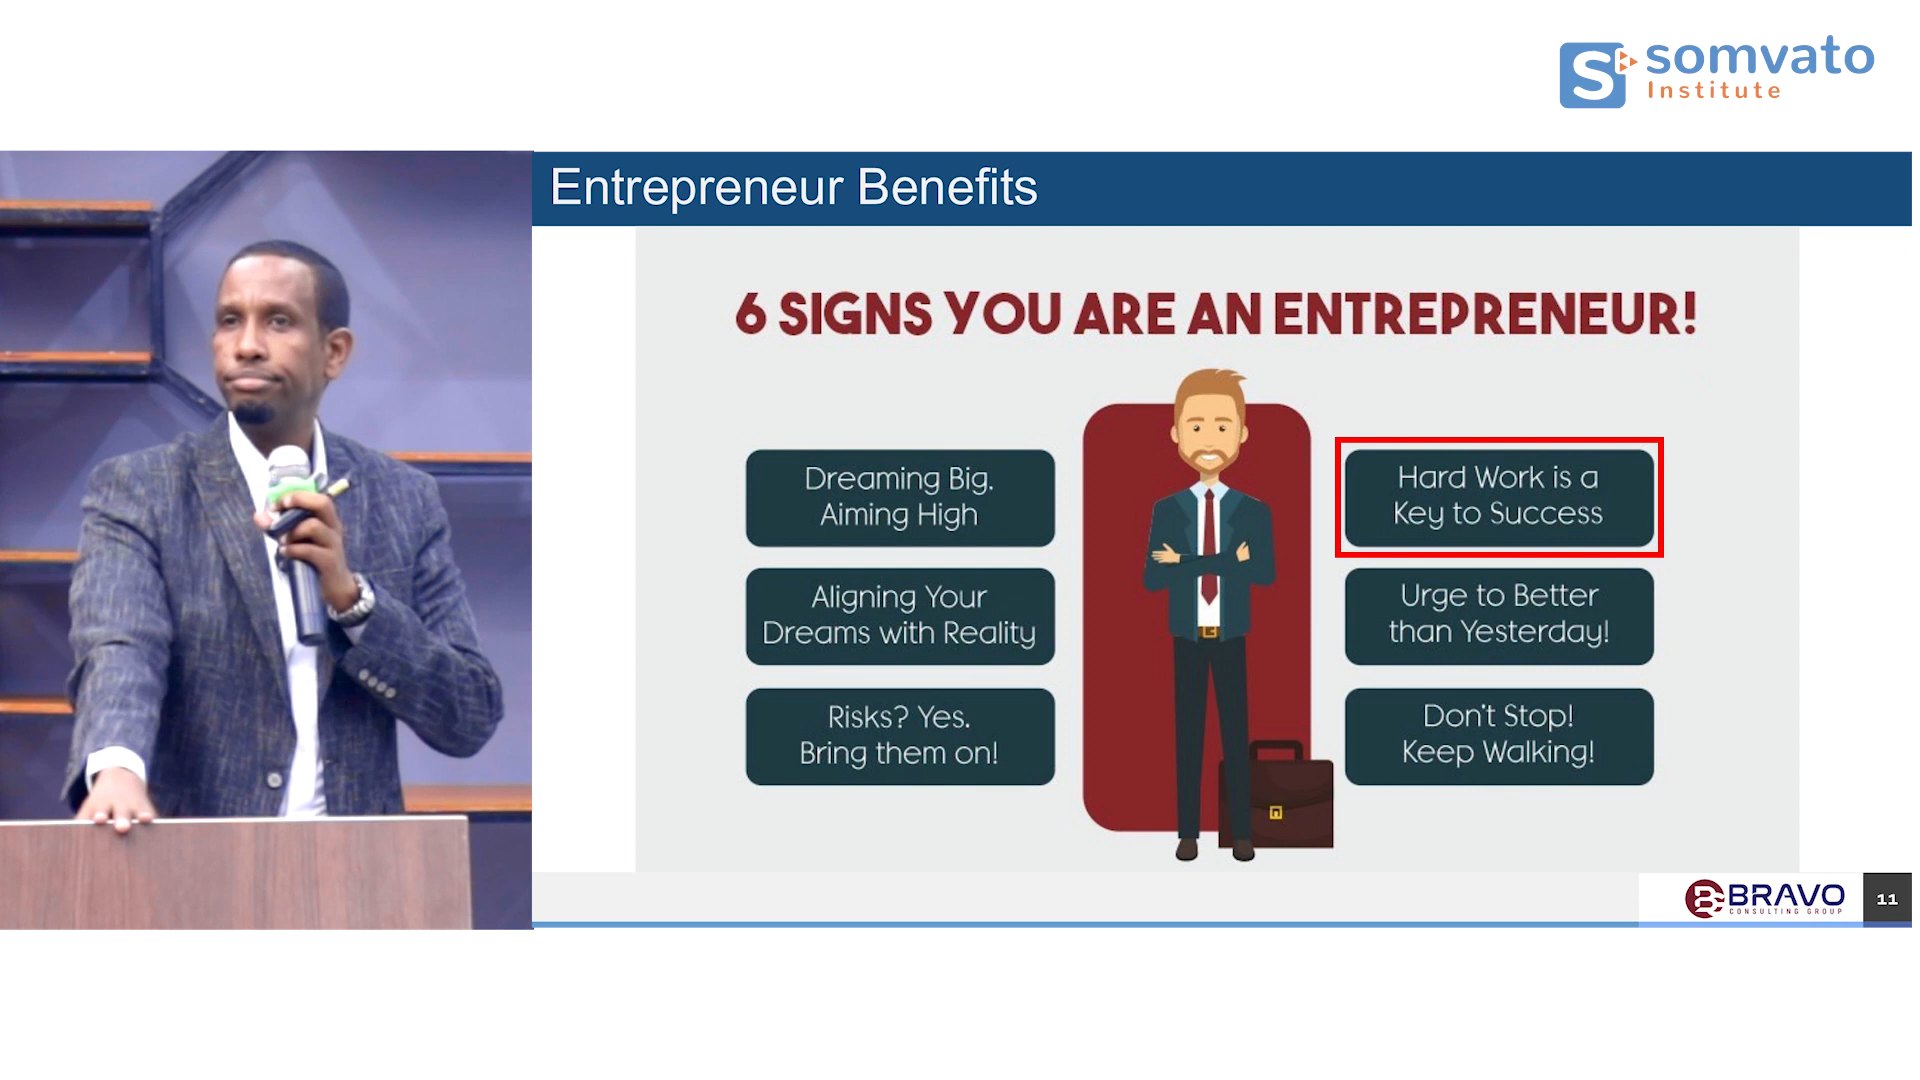 somvato
Institute
Entrepreneur Benefits
6 SIGNS YOU ARE AN ENTREPRENEUR!
Dreaming Big.
Aiming High
Aligning Your
Dreams with Reality
Risks? Yes.
Bring them on!
Hard Work is a
Key to Success
Urge to Better
than Yesterday!
Don't Stop!
Keep Walking!
BRAVO
CONSULTING GROUP
11